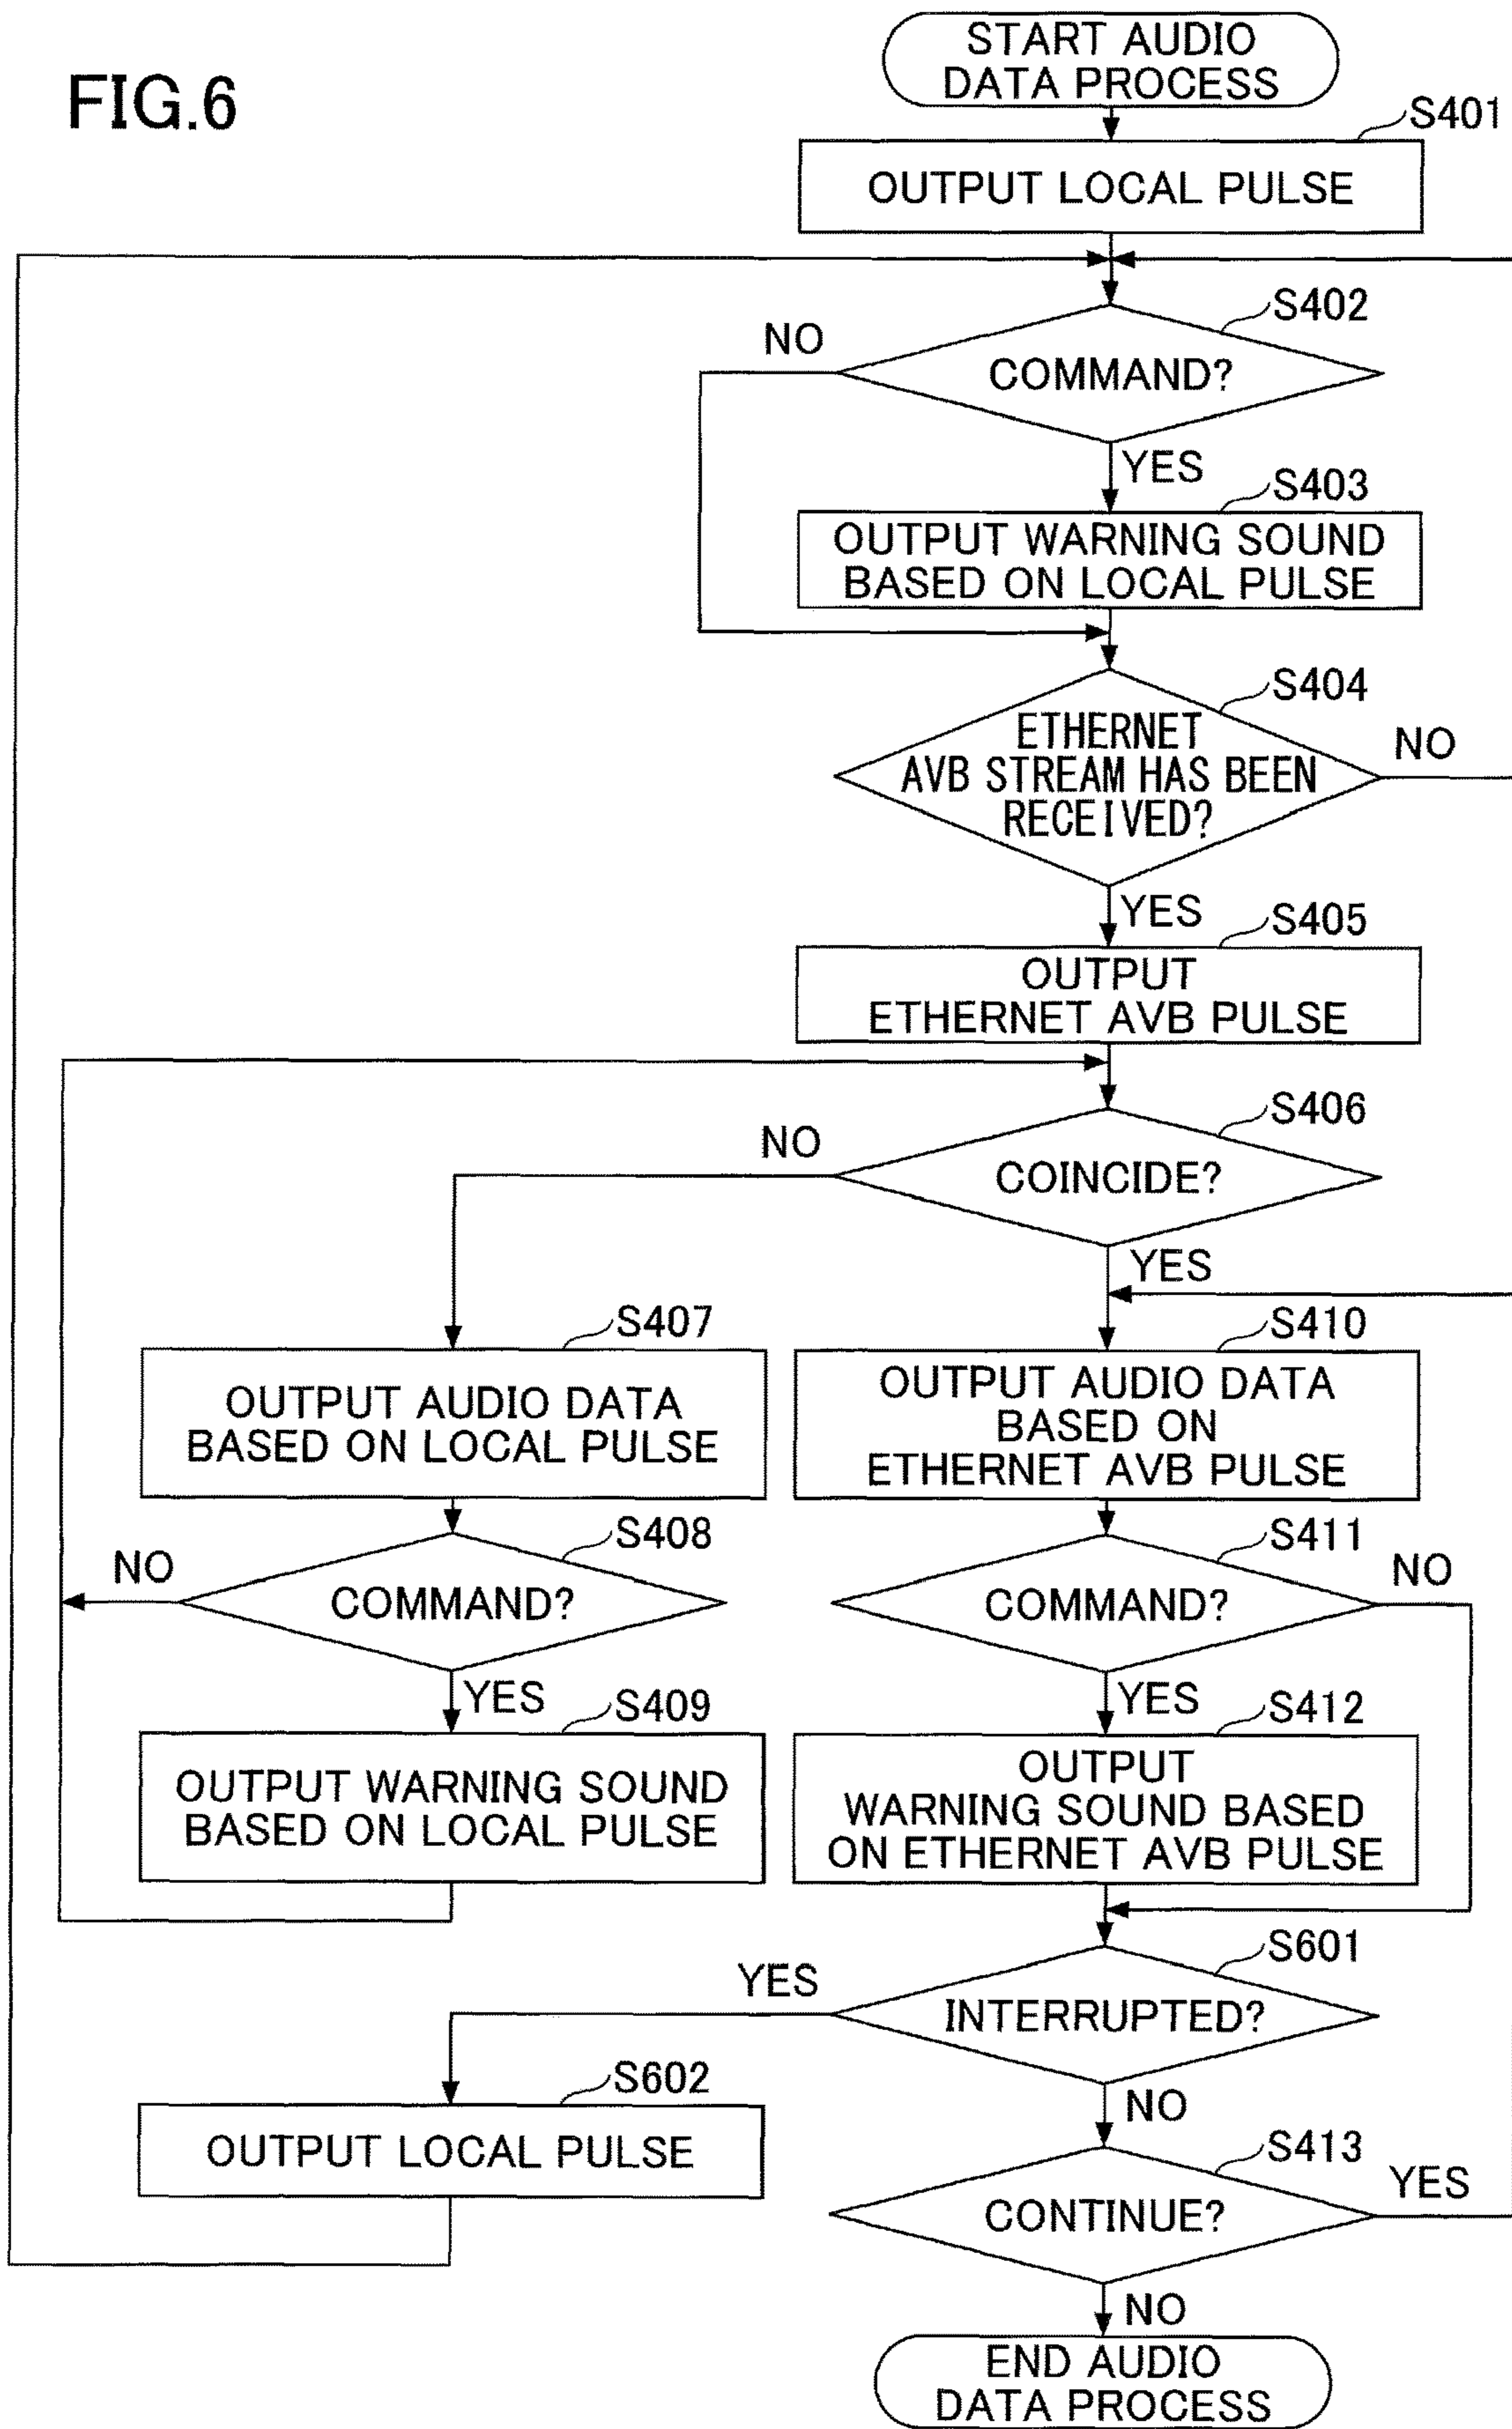 FIG.6
START AUDIO
DATA PROCESS
S401
OUTPUT LOCAL PULSE
S402
NO
COMMAND?
YES
S403
OUTPUT WARNING SOUND
BASED ON LOCAL PULSE
S404
ETHERNET
AVB STREAM HAS BEEN
RECEIVED?
NO
YES
S405
OUTPUT
ETHERNET AVB PULSE
S406
NO
COINCIDE?
YES
S407
OUTPUT AUDIO DATA
BASED ON LOCAL PULSE
S408
NO
COMMAND?
YES
S409
OUTPUT WARNING SOUND
BASED ON LOCAL PULSE
S410
OUTPUT AUDIO DATA
BASED ON
ETHERNET AVB PULSE
S411
NO
COMMAND?
YES
S412
OUTPUT
WARNING SOUND BASED
ON ETHERNET AVB PULSE
S601
YES
INTERRUPTED?
S602
OUTPUT LOCAL PULSE
NO
S413
YES
CONTINUE?
NO
END AUDIO
DATA PROCESS